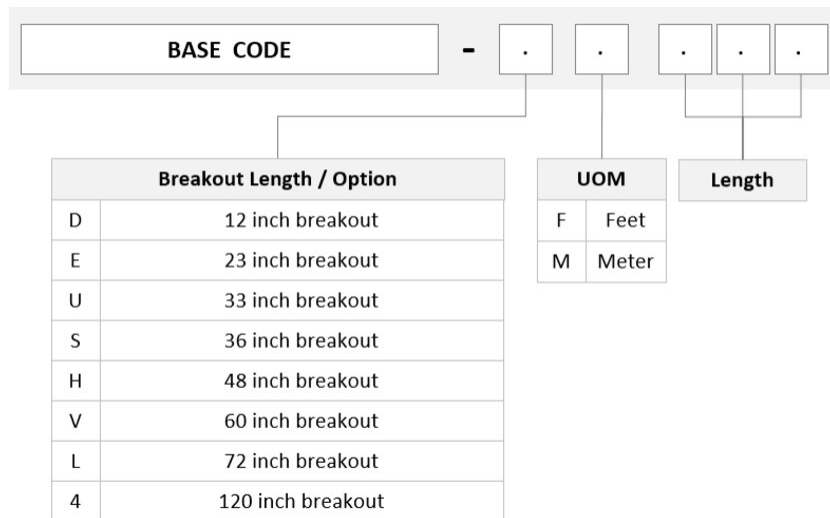 BASE CODE - . . . . .
Breakout Length / Option
D 12 inch breakout
E 23 inch breakout
U 33 inch breakout
S 36 inch breakout
H 48 inch breakout
V 60 inch breakout
L 72 inch breakout
4 120 inch breakout
UOM
F Feet
M Meter
Length